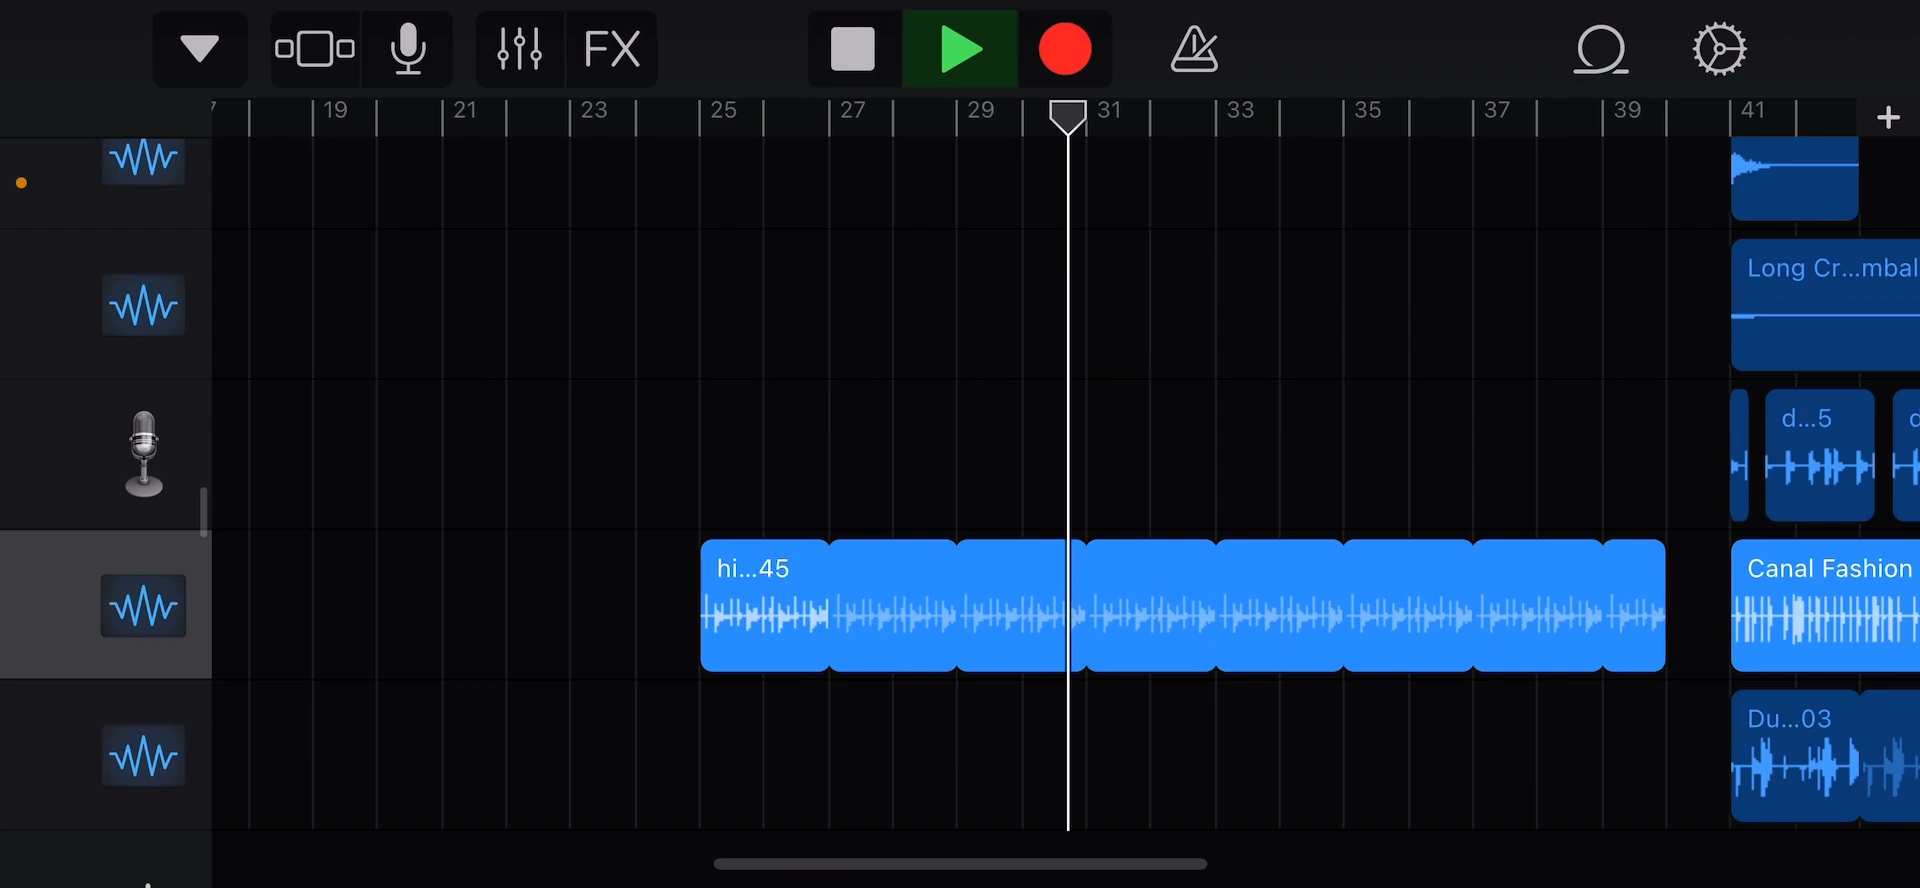 FX
19 21 23 25 27 29 31 33 35 37 39 41 +
Long Cr...mbal
d...5
hi...45
Canal Fashion
Du...03